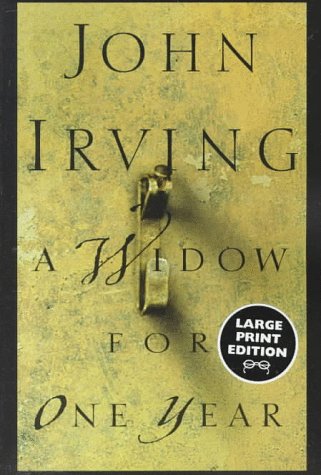 JOHN
IRVING
A WIDOW
FOR
ONE YEAR
LARGE
PRINT
EDITION